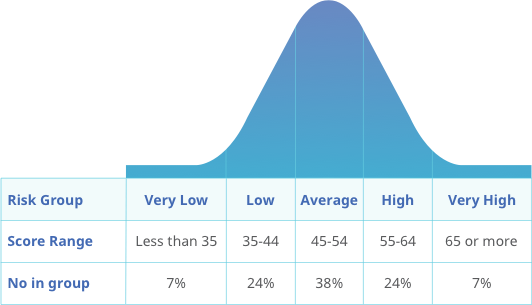 Risk Group Very Low Low Average High Very High
Score Range Less than 35 35-44 45-54 55-64 65 or more
No in group 7% 24% 38% 24% 7%